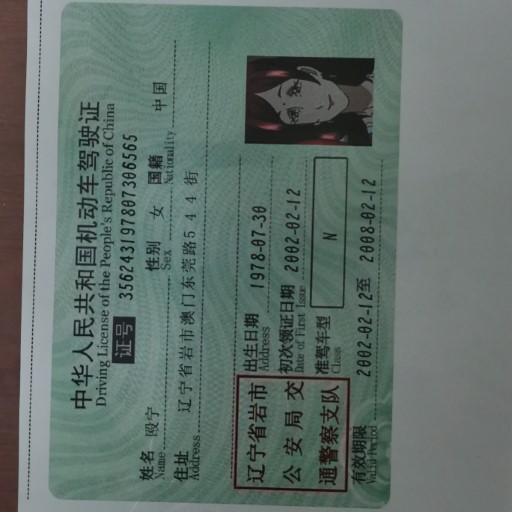 中华人民共和国机动车驾驶证
Driving License of the People's Republic of China
证号 356243197807306565
姓名 殴宁 性别 女 国籍 中国
Name Sex Nationality
住址 辽宁省岩市澳门东莞路544街
Address
出生日期 1978-07-30
Address
初次领证日期 2002-02-12
Date of First Issue
准驾车型 N
Class
辽宁省岩市
公安局交
通警察支队
有效期限 2002-02-12至 2008-02-12
Valid Period